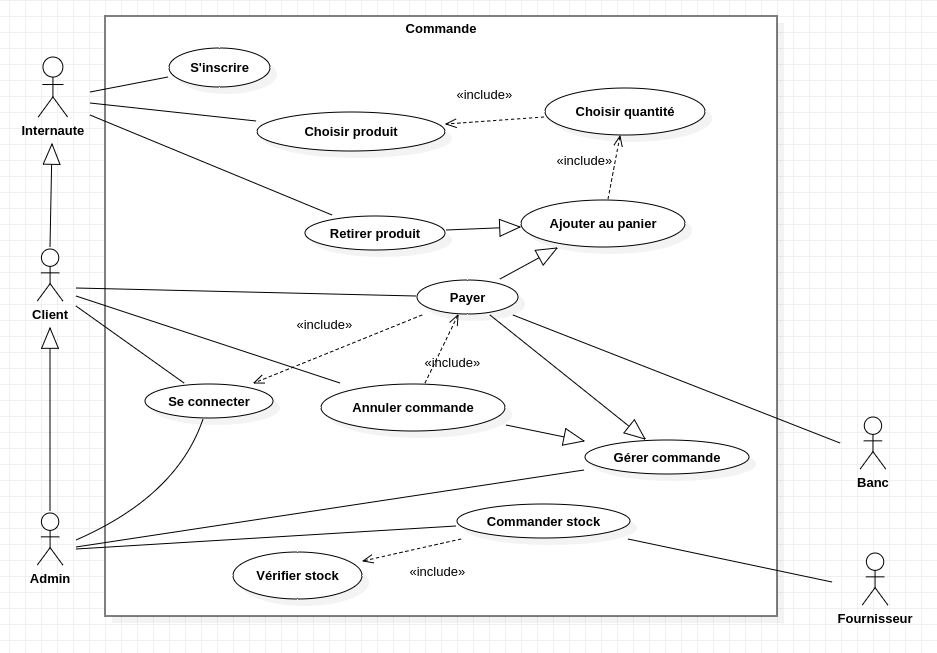 Commande
S'inscrire
«include»
Choisir quantité
Internaute
Choisir produit
«include»
Ajouter au panier
Retirer produit
Payer
Client
«include»
«include»
Se connecter
Annuler commande
Gérer commande
Banc
Commander stock
Admin
Vérifier stock
«include»
Fournisseur